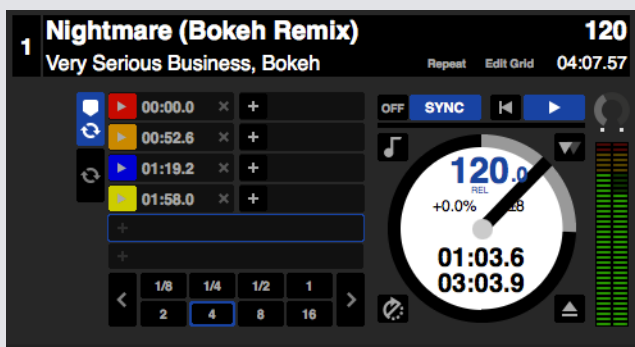 1
Nightmare (Bokeh Remix) 120
Very Serious Business, Bokeh Repeat Edit Grid 04:07.57
00:00.0 × +
OFF SYNC
00:52.6 × +
01:19.2 × +
01:58.0 × +
+
+
120.0
REL
+0.0%
01:03.6
03:03.9
1/8 1/4 1/2 1
2 4 8 16